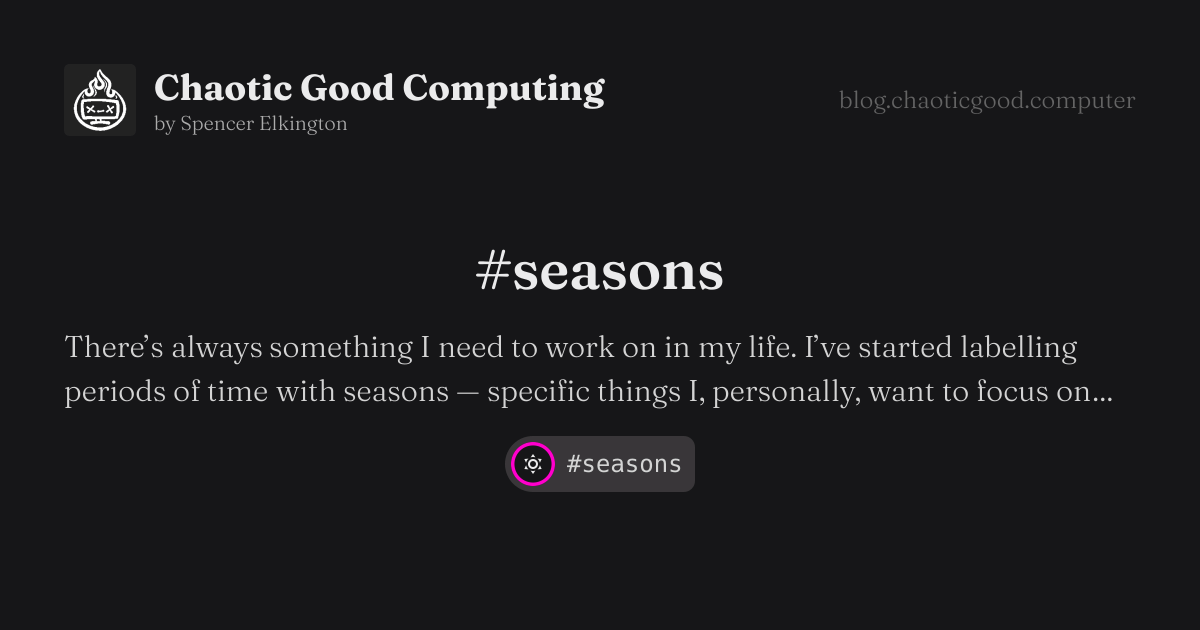 Chaotic Good Computing
by Spencer Elkington
blog.chaoticgood.computer
#seasons
There’s always something I need to work on in my life. I’ve started labelling
periods of time with seasons — specific things I, personally, want to focus on...
#seasons